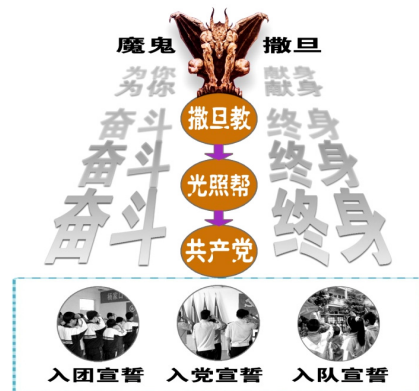 魔鬼 撒旦
为你 献身
为你 献身
奋斗 撒旦教 终身
奋斗 光照帮 终身
奋斗 共产党 终身
入团宣誓 入党宣誓 入队宣誓